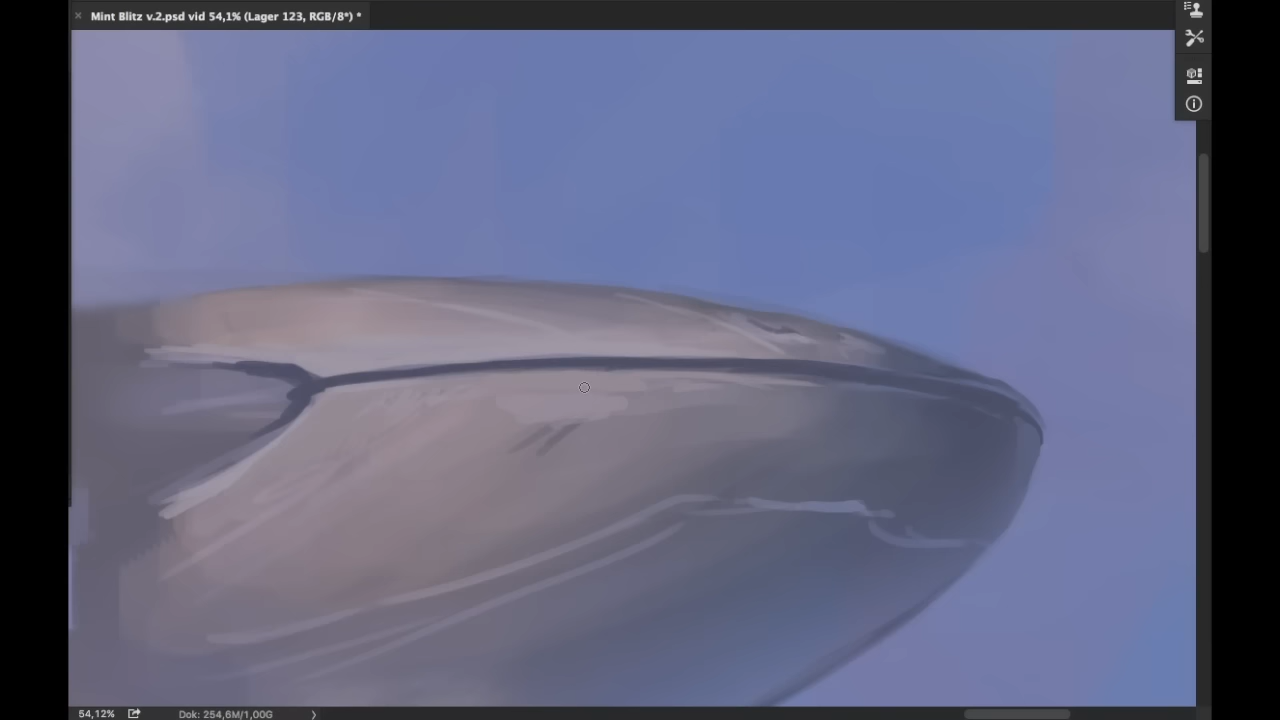 × Mint Blitz v.2.psd vid 54,1% (Lager 123, RGB/8*) *
54,12% Dok: 254,6M/1,00G